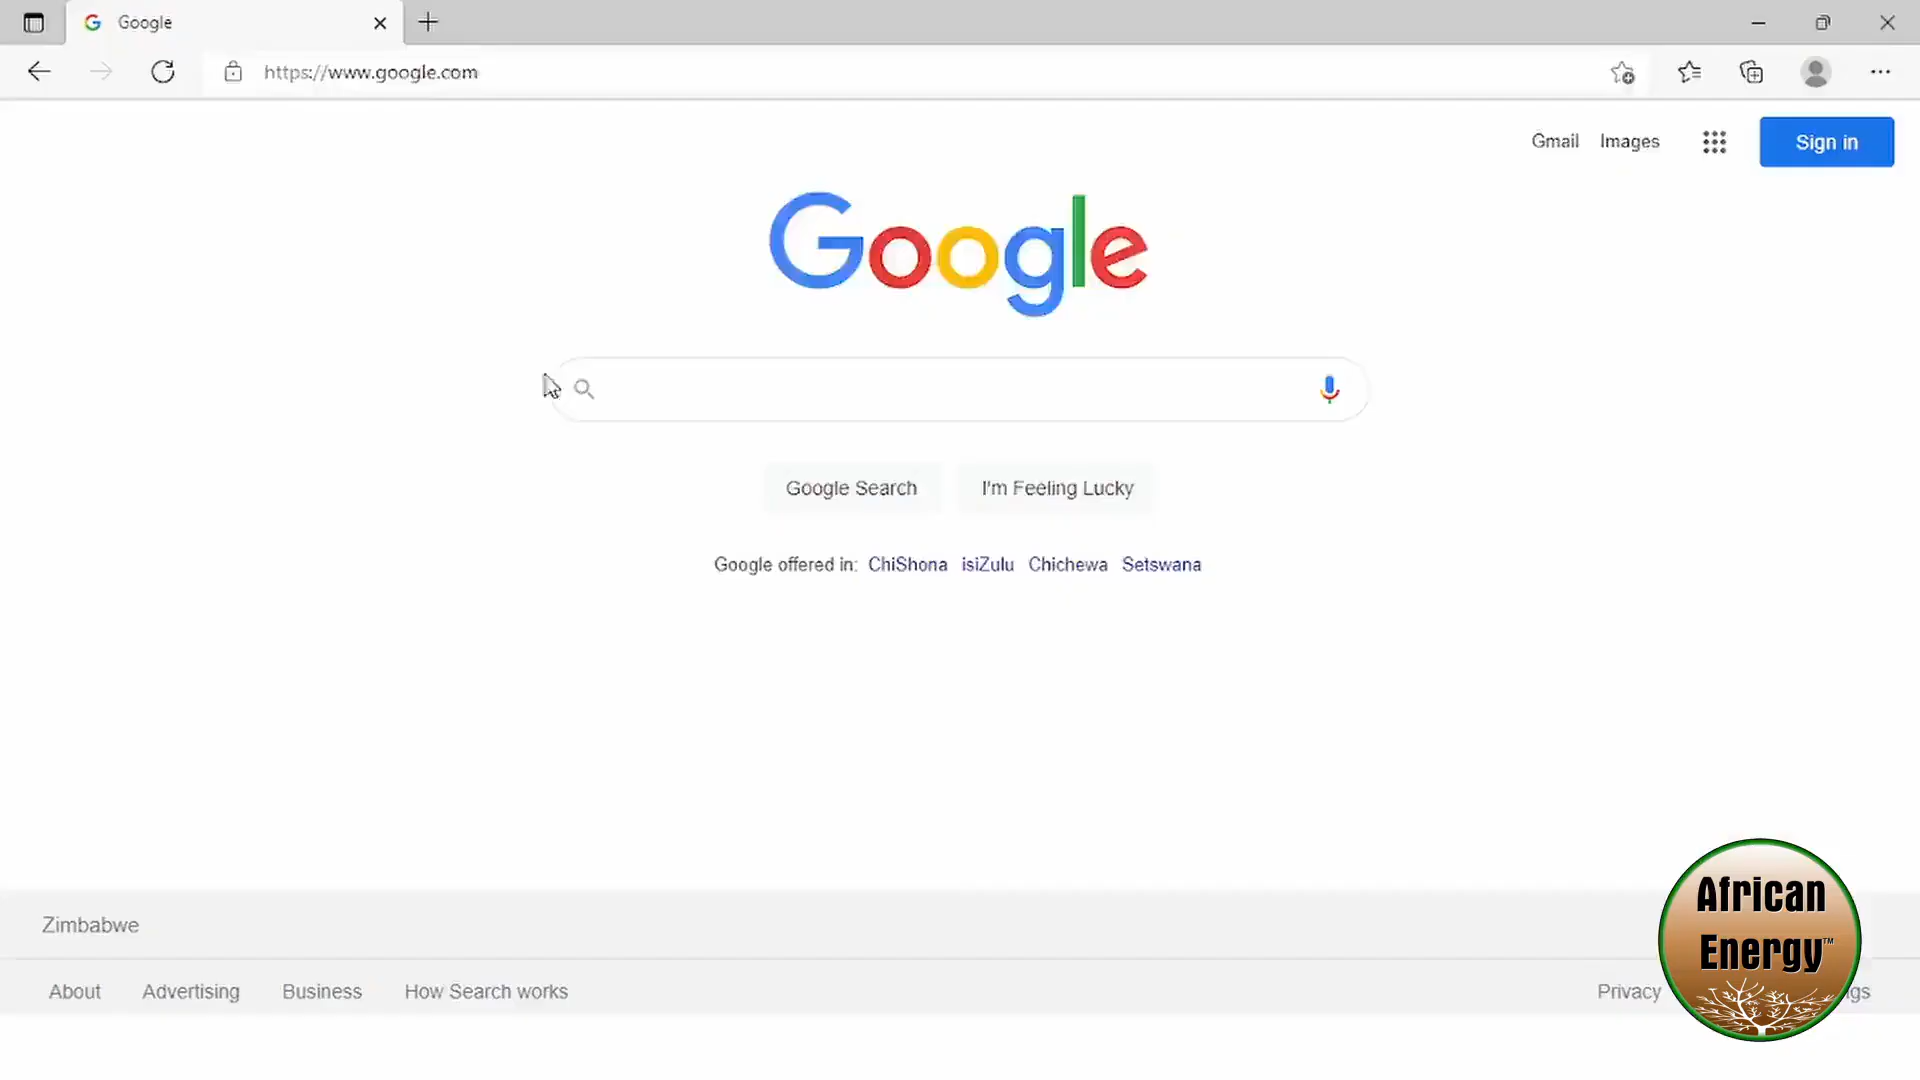 Google
https://www.google.com
Gmail Images
Sign in
Google
Google Search I'm Feeling Lucky
Google offered in: ChiShona isiZulu Chichewa Setswana
Zimbabwe
About Advertising Business How Search works
Privacy
African
Energy™